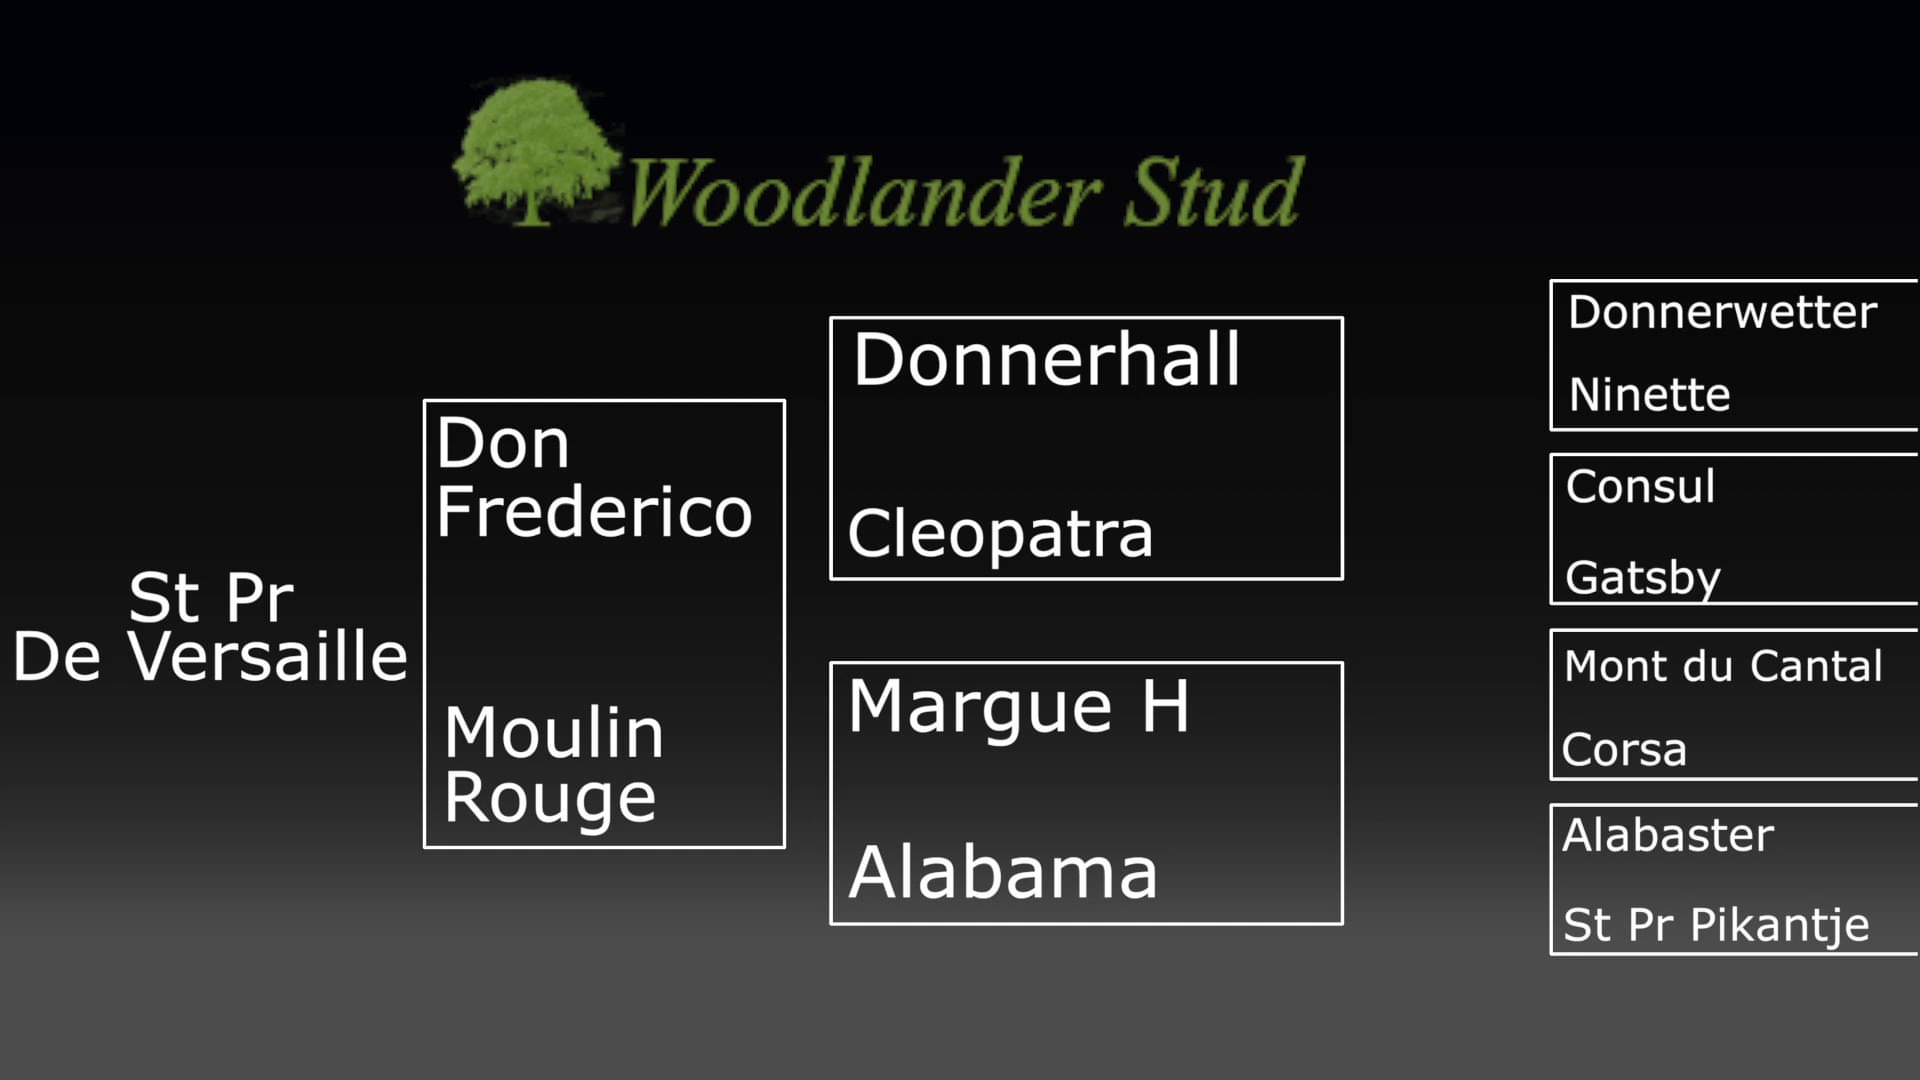 Woodlander Stud
St Pr
De Versaille
Don
Frederico
Moulin
Rouge
Donnerhall
Cleopatra
Margue H
Alabama
Donnerwetter
Ninette
Consul
Gatsby
Mont du Cantal
Corsa
Alabaster
St Pr Pikantje